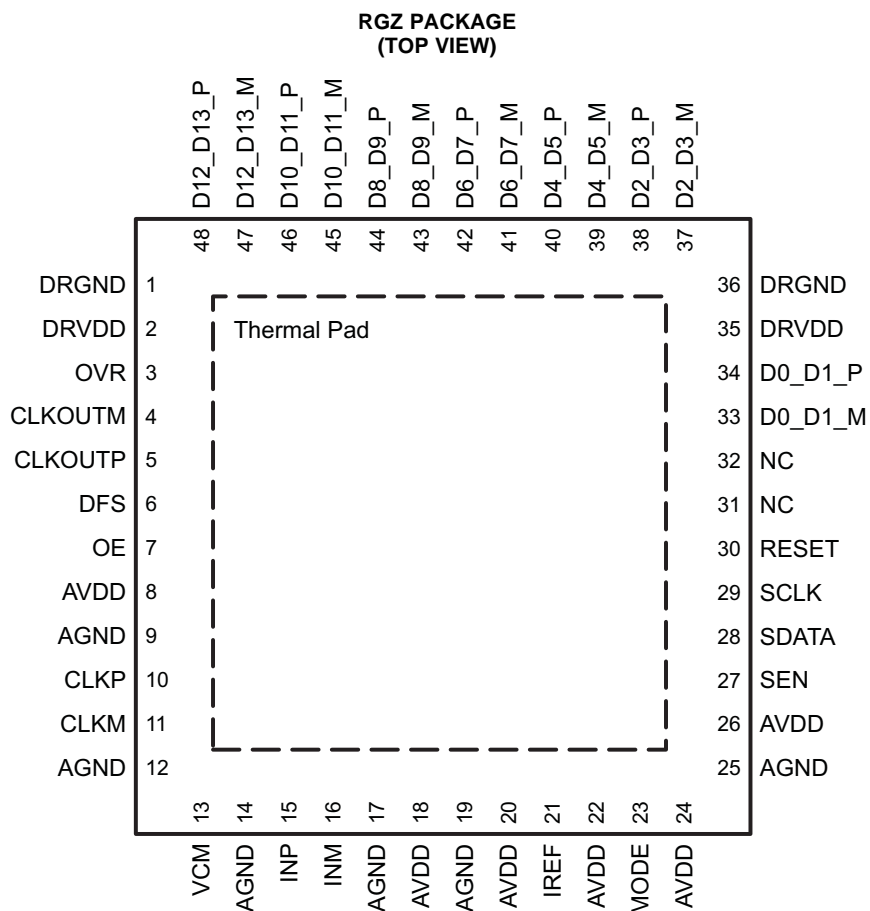 RGZ PACKAGE
(TOP VIEW)
D12_D13_P
D12_D13_M
D10_D11_P
D10_D11_M
D8_D9_P
D8_D9_M
D6_D7_P
D6_D7_M
D4_D5_P
D4_D5_M
D2_D3_P
D2_D3_M
48
47
46
45
44
43
42
41
40
39
38
37
DRGND 1
DRVDD 2
OVR 3
CLKOUTM 4
CLKOUTP 5
DFS 6
OE 7
AVDD 8
AGND 9
CLKP 10
CLKM 11
AGND 12
Thermal Pad
36 DRGND
35 DRVDD
34 D0_D1_P
33 D0_D1_M
32 NC
31 NC
30 RESET
29 SCLK
28 SDATA
27 SEN
26 AVDD
25 AGND
13
14
15
16
17
18
19
20
21
22
23
24
VCM
AGND
INP
INM
AGND
AVDD
AGND
AVDD
IREF
AVDD
MODE
AVDD